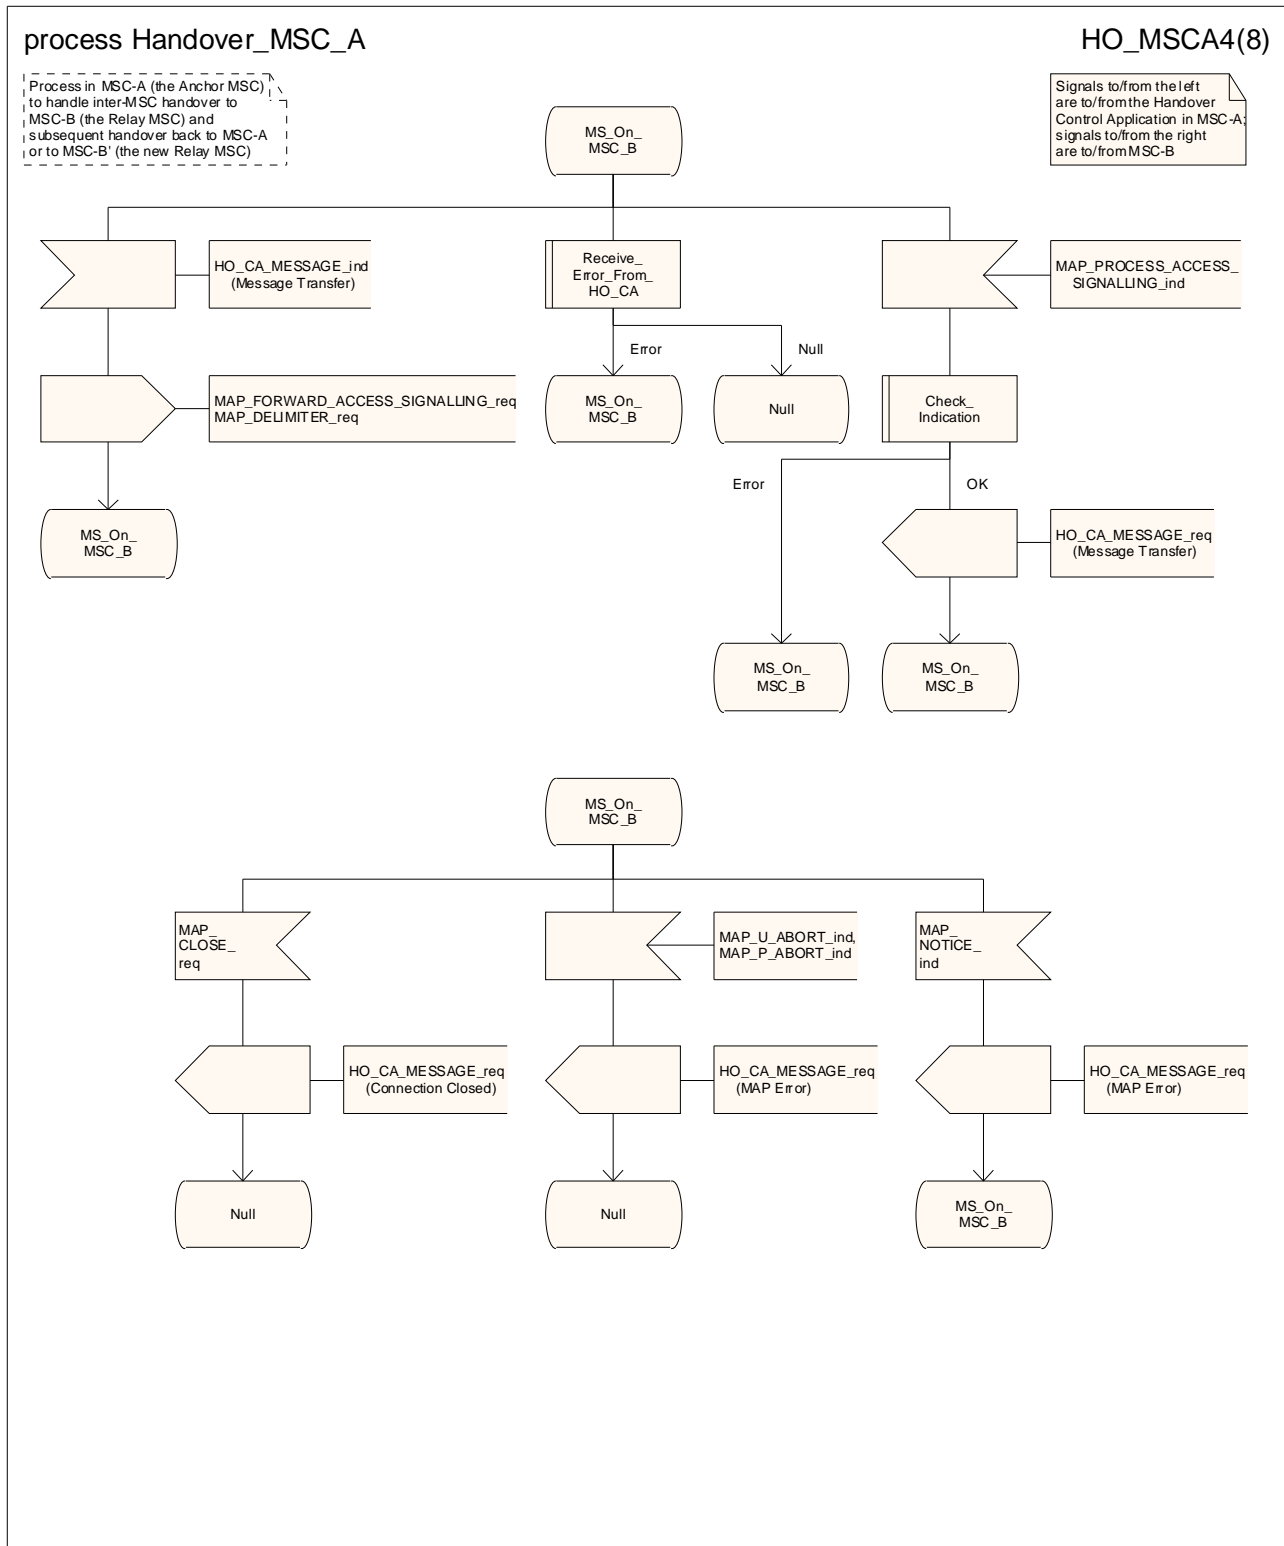 process Handover_MSC_A
HO_MSCA4(8)
Process in MSC-A (the Anchor MSC)
to handle inter-MSC handover to
MSC-B (the Relay MSC) and
subsequent handover back to MSC-A
or to MSC-B' (the new Relay MSC)
Signals to/from the left
are to/from the Handover
Control Application in MSC-A;
signals to/from the right
are to/from MSC-B
MS_On_
MSC_B
HO_CA_MESSAGE_ind
(Message Transfer)
Receive_
Error_From_
HO_CA
MAP_PROCESS_ACCESS_
SIGNALLING_ind
Error
Null
MAP_FORWARD_ACCESS_SIGNALLING_req
MAP_DELIMITER_req
MS_On_
MSC_B
Null
Check_
Indication
Error
OK
MS_On_
MSC_B
HO_CA_MESSAGE_req
(Message Transfer)
MS_On_
MSC_B
MS_On_
MSC_B
MS_On_
MSC_B
MAP_
CLOSE_
req
MAP_U_ABORT_ind,
MAP_P_ABORT_ind
MAP_
NOTICE_
ind
HO_CA_MESSAGE_req
(Connection Closed)
HO_CA_MESSAGE_req
(MAP Error)
HO_CA_MESSAGE_req
(MAP Error)
Null
Null
MS_On_
MSC_B